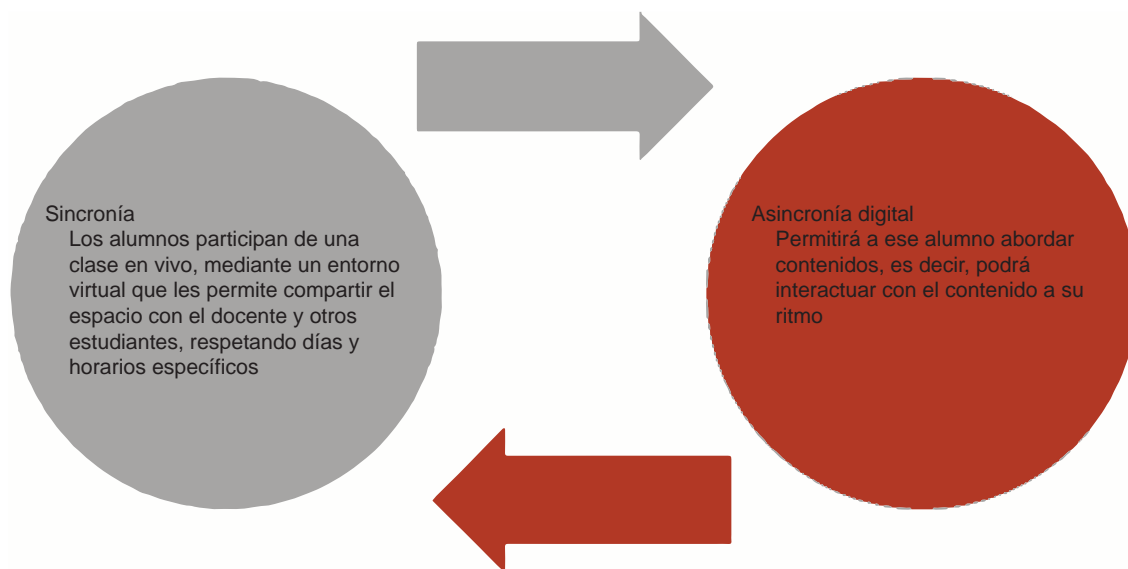 Sincronía
Los alumnos participan de una
clase en vivo, mediante un entorno
virtual que les permite compartir el
espacio con el docente y otros
estudiantes, respetando días y
horarios específicos
Asincronía digital
Permitirá a ese alumno abordar
contenidos, es decir, podrá
interactuar con el contenido a su
ritmo